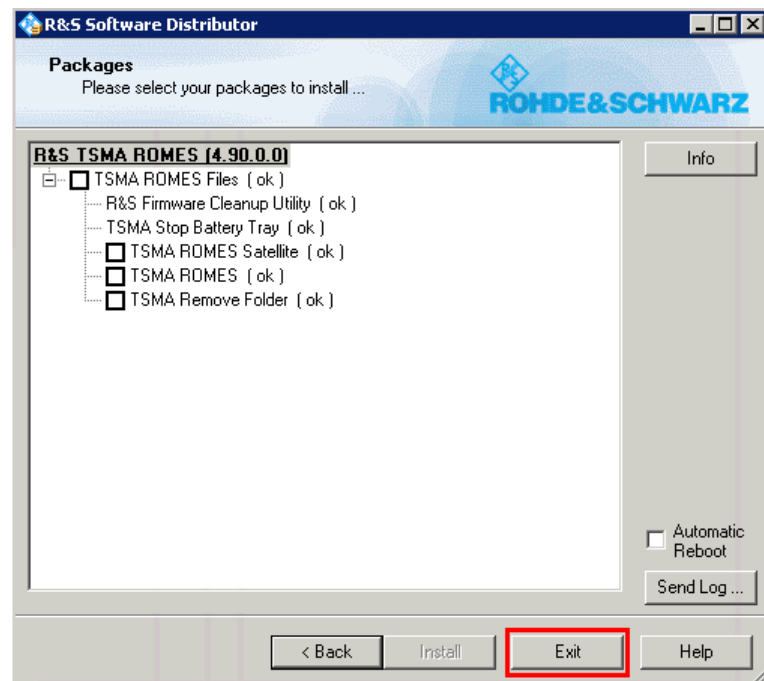 R&S Software Distributor
Packages
Please select your packages to install ...
ROHDE&SCHWARZ
R&S TSMA ROMES (4.90.0.0)
TSMA ROMES Files ( ok )
R&S Firmware Cleanup Utility ( ok )
TSMA Stop Battery Tray ( ok )
TSMA ROMES Satellite ( ok )
TSMA ROMES ( ok )
TSMA Remove Folder ( ok )
Info
Automatic
Reboot
Send Log ...
< Back
Install
Exit
Help